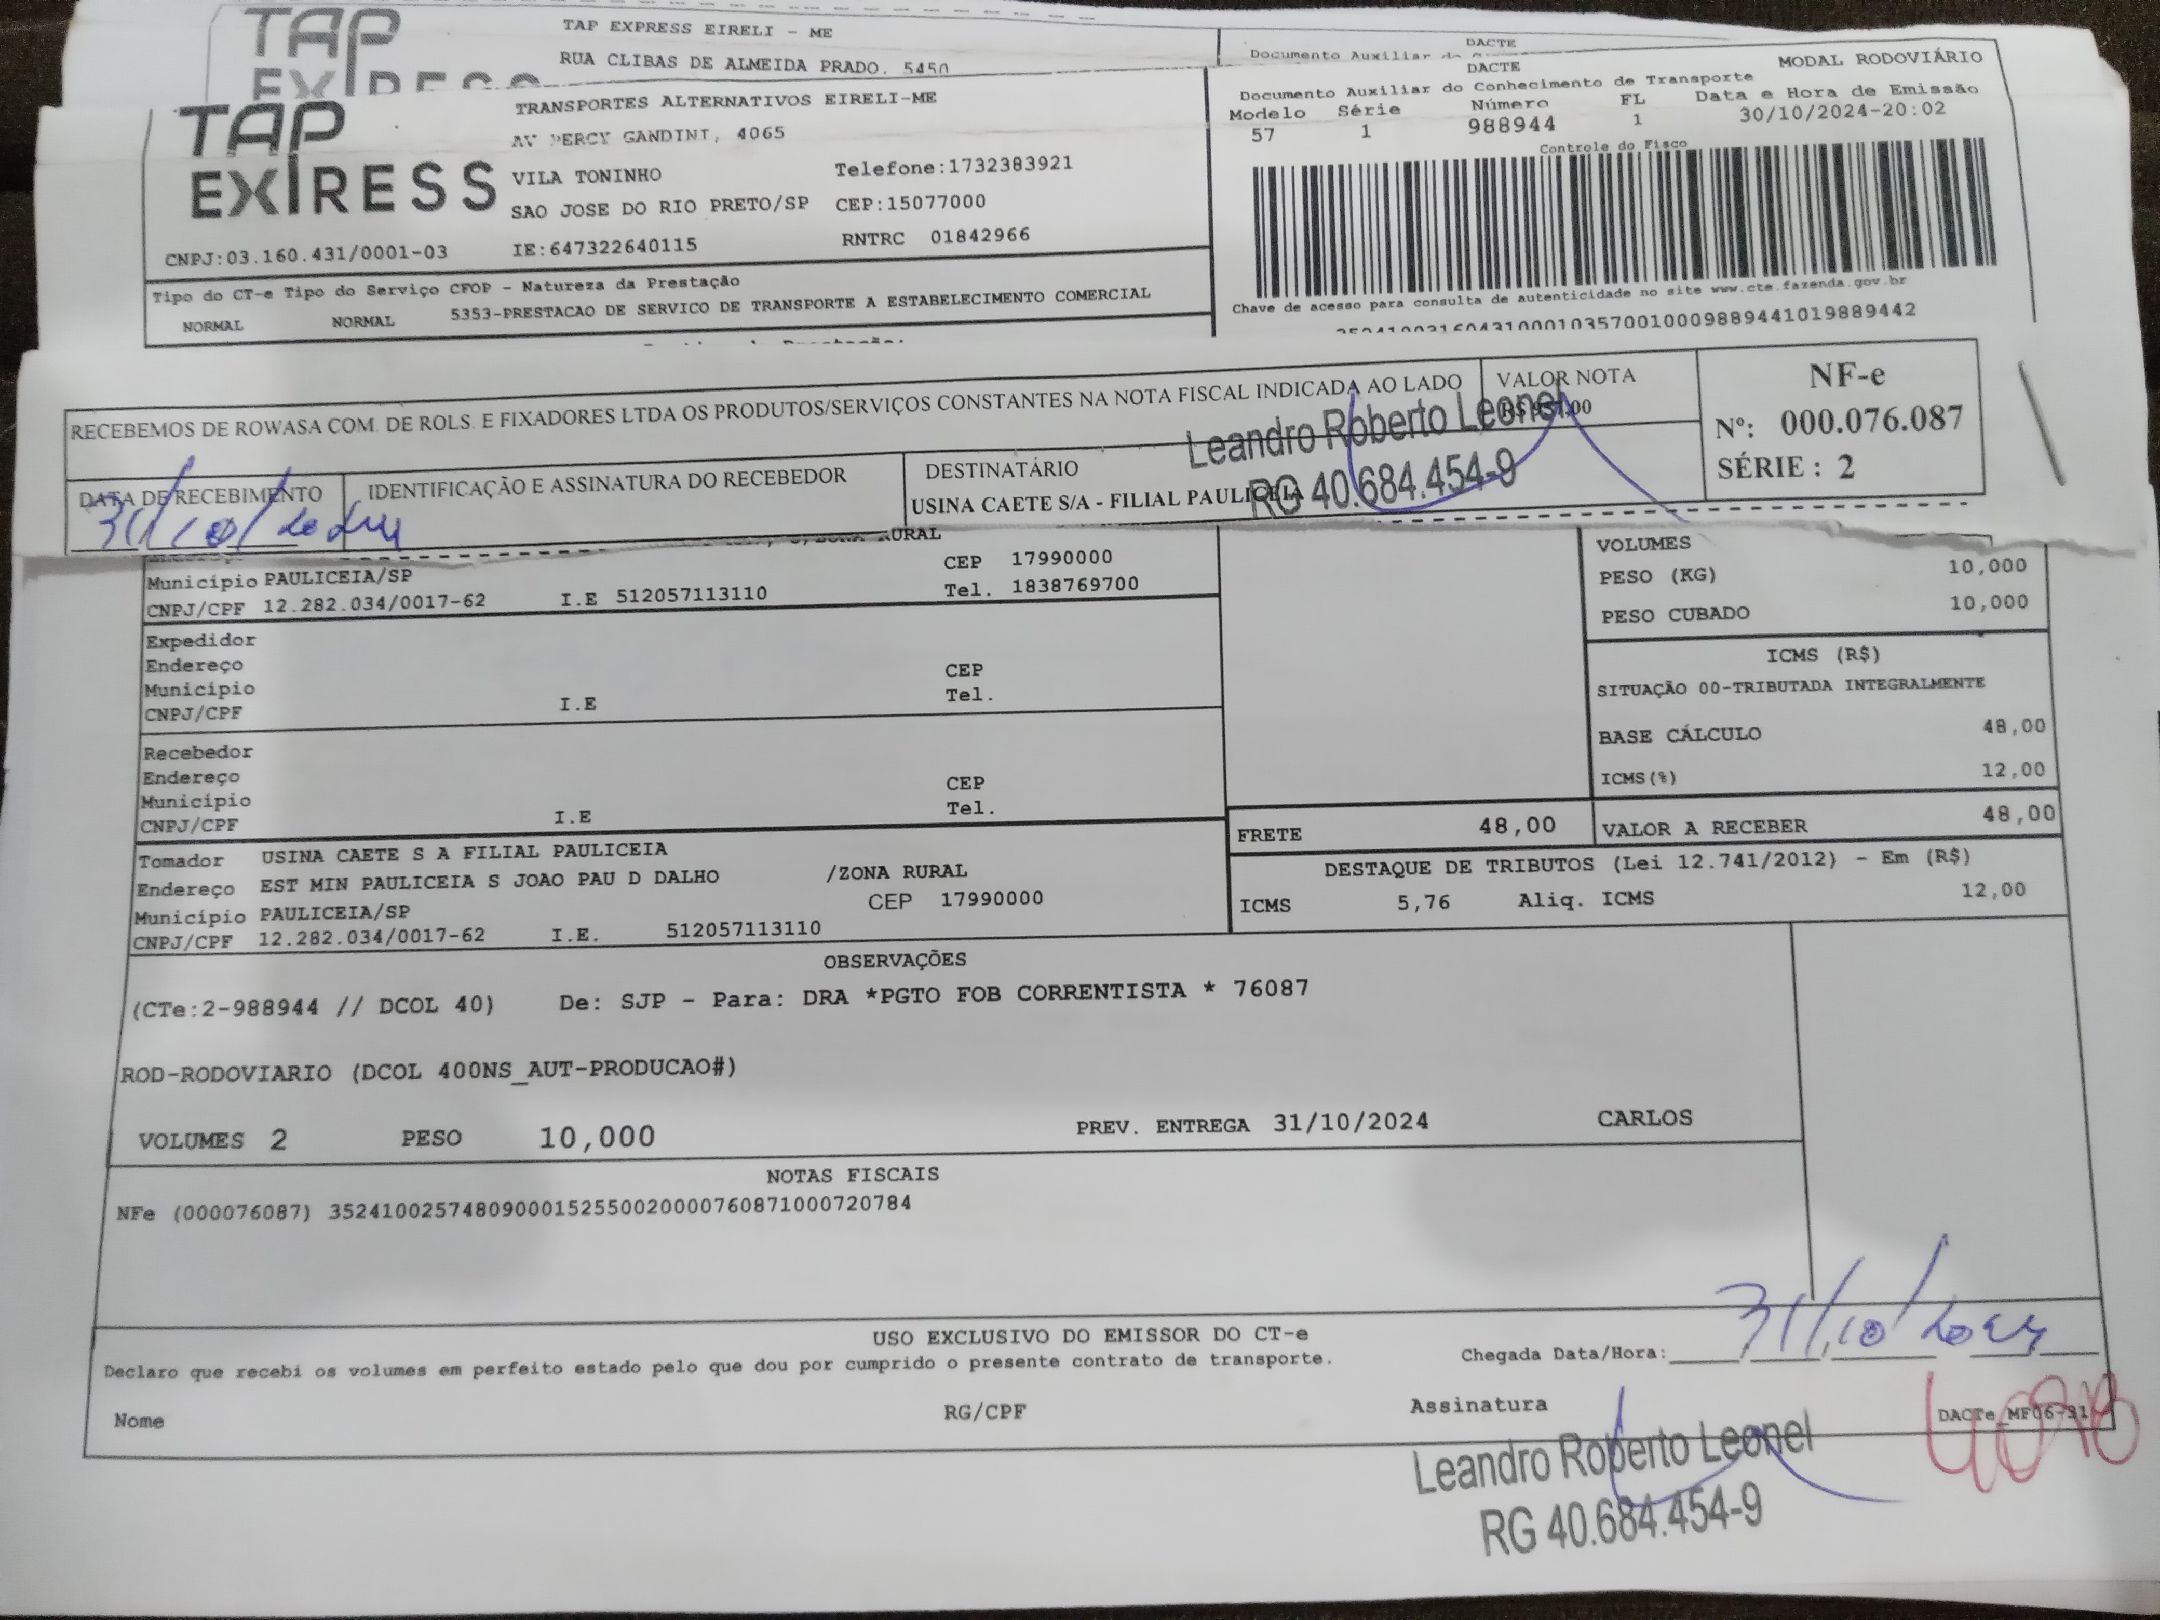 TAP
TAP EXPRESS EIRELI - ME
RUA CLIBAS DE ALMEIDA PRADO, 5450
DACTE
Documento Auxiliar
TAP
EXPRESS
TRANSPORTES ALTERNATIVOS EIRELI-ME
AV PERCY GANDINI, 4065
VILA TONINHO Telefone:1732383921
SAO JOSE DO RIO PRETO/SP CEP:15077000
CNPJ:03.160.431/0001-03 IE:647322640115 RNTRC 01842966
DACTE MODAL RODOVIÁRIO
Documento Auxiliar do Conhecimento de Transporte
Modelo Série Número FL Data e Hora de Emissão
57 1 988944 1 30/10/2024-20:02
Controle do Fisco
Chave de acesso para consulta de autenticidade no site www.cte.fazenda.gov.br
Tipo do CT-e Tipo do Serviço CFOP - Natureza da Prestação
NORMAL NORMAL 5353-PRESTACAO DE SERVICO DE TRANSPORTE A ESTABELECIMENTO COMERCIAL
RECEBEMOS DE ROWASA COM. DE ROLS. E FIXADORES LTDA OS PRODUTOS/SERVIÇOS CONSTANTES NA NOTA FISCAL INDICADA AO LADO
VALOR NOTA
NF-e
Nº: 000.076.087
SÉRIE : 2
Leandro Roberto Leonel
RG 40.684.454-9
DATA DE RECEBIMENTO
31/10/2024
IDENTIFICAÇÃO E ASSINATURA DO RECEBEDOR
DESTINATÁRIO
USINA CAETE S/A - FILIAL PAULICEIA
RURAL
Município PAULICEIA/SP CEP 17990000
CNPJ/CPF 12.282.034/0017-62 I.E 512057113110 Tel. 1838769700
VOLUMES
PESO (KG) 10,000
PESO CUBADO 10,000
Expedidor
Endereço
Município CEP
CNPJ/CPF I.E Tel.
ICMS (R$)
SITUAÇÃO 00-TRIBUTADA INTEGRALMENTE
BASE CÁLCULO 48,00
ICMS(%) 12,00
Recebedor
Endereço
Município CEP
CNPJ/CPF I.E Tel.
FRETE 48,00 VALOR A RECEBER 48,00
Tomador USINA CAETE S A FILIAL PAULICEIA
Endereço EST MIN PAULICEIA S JOAO PAU D DALHO /ZONA RURAL
Município PAULICEIA/SP CEP 17990000
CNPJ/CPF 12.282.034/0017-62 I.E. 512057113110
DESTAQUE DE TRIBUTOS (Lei 12.741/2012) - Em (R$)
ICMS 5,76 Aliq. ICMS 12,00
OBSERVAÇÕES
(CTe:2-988944 // DCOL 40) De: SJP - Para: DRA *PGTO FOB CORRENTISTA * 76087
ROD-RODOVIARIO (DCOL 400NS_AUT-PRODUCAO#)
VOLUMES 2 PESO 10,000 PREV. ENTREGA 31/10/2024 CARLOS
NOTAS FISCAIS
NFe (000076087) 35241002574809000152550020000760871000720784
USO EXCLUSIVO DO EMISSOR DO CT-e
Declaro que recebi os volumes em perfeito estado pelo que dou por cumprido o presente contrato de transporte.
Chegada Data/Hora: 31/10/2024
Nome RG/CPF Assinatura
DACTe_MF06-31
Leandro Roberto Leonel
RG 40.684.454-9